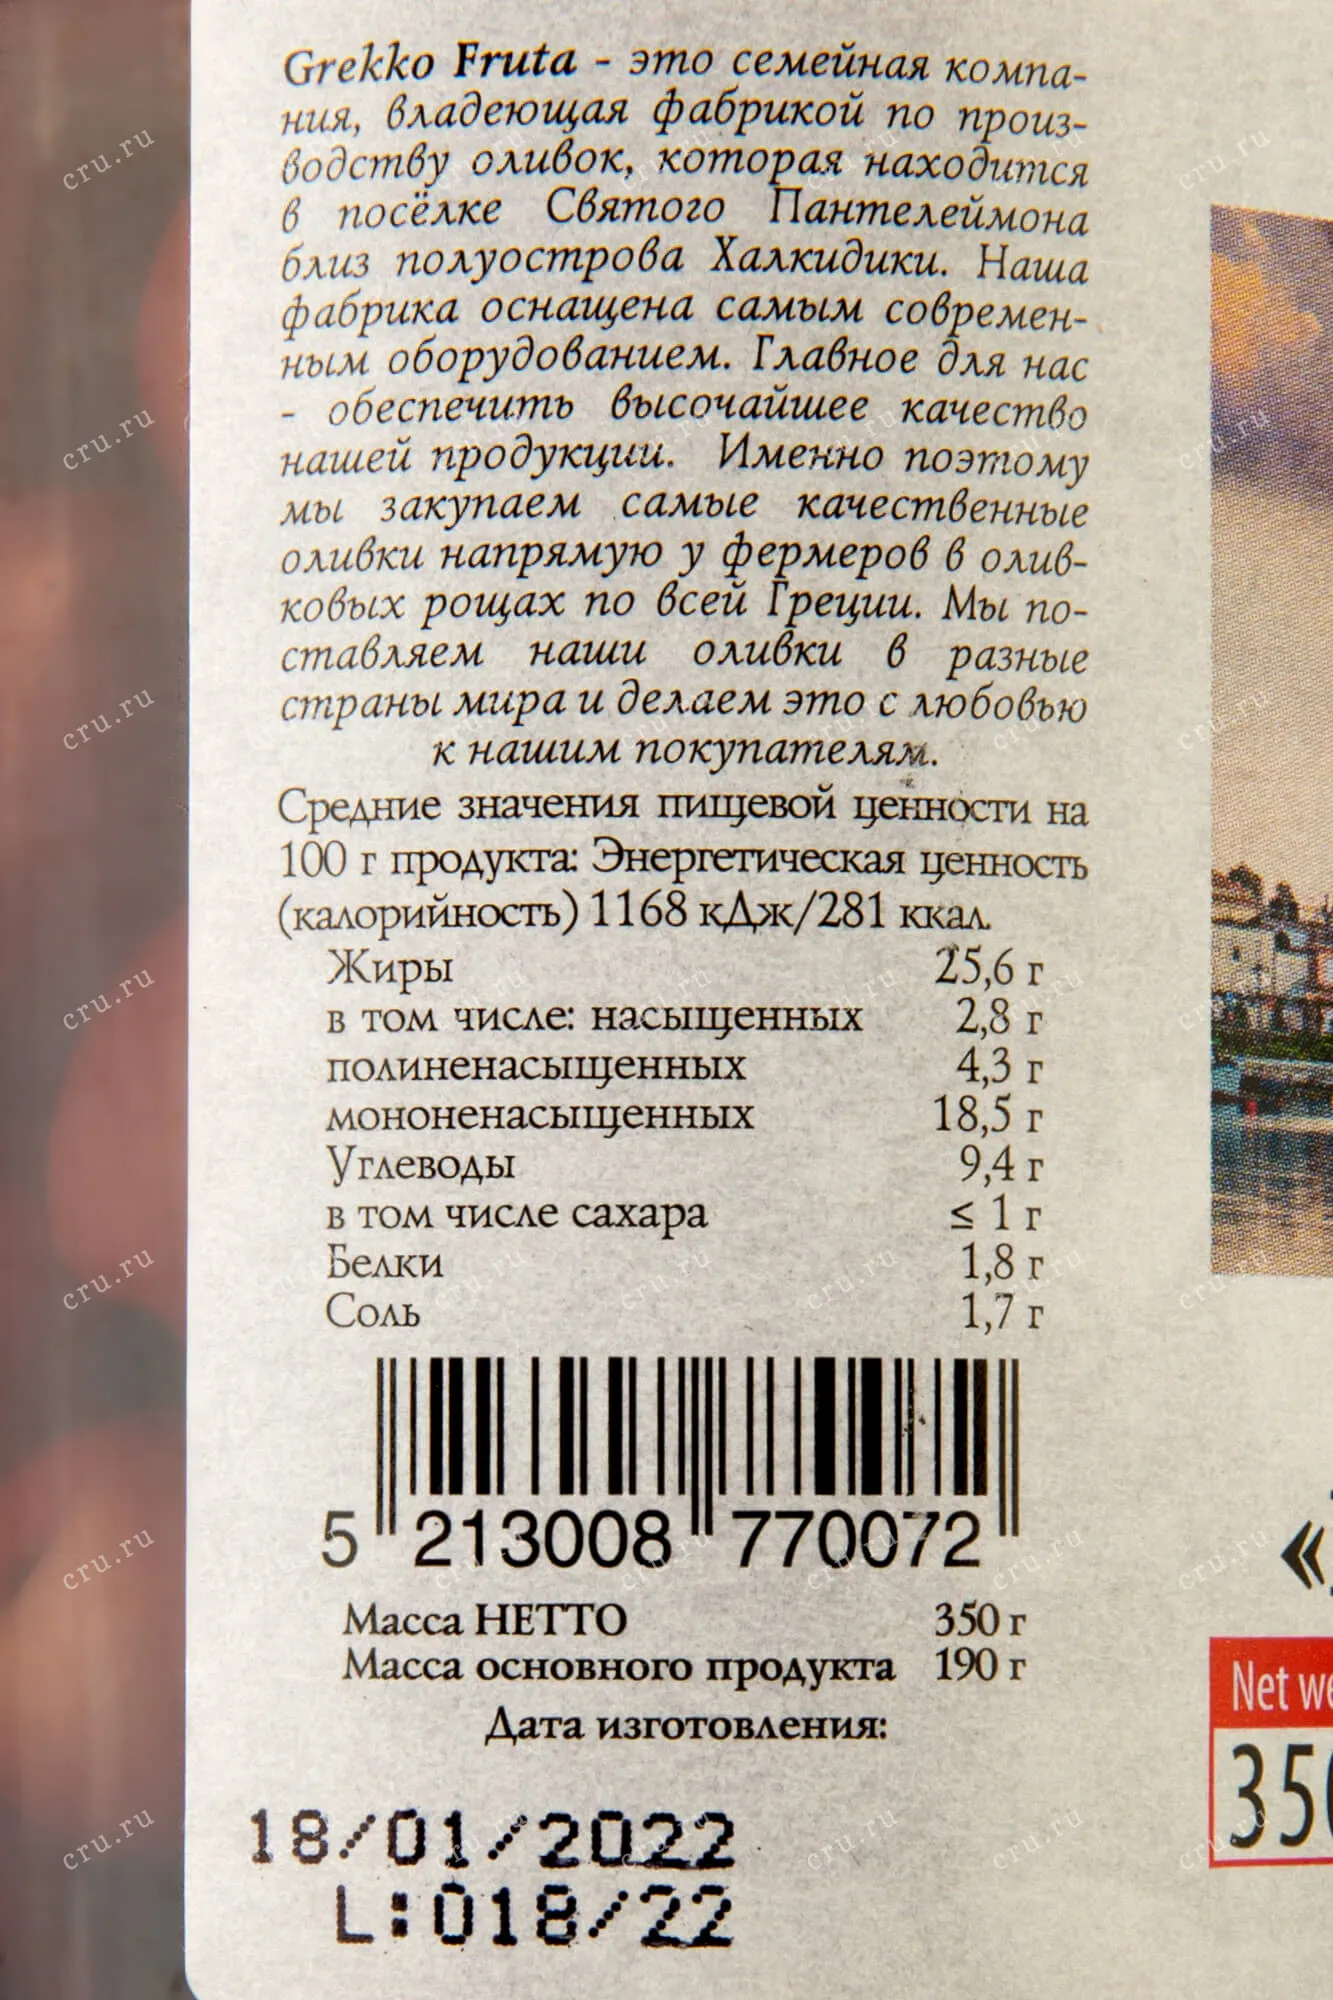 Grekko Fruta - это семейная компа-
ния, владеющая фабрикой по произ-
водству оливок, которая находится
в посёлке Святого Пантелеймона
близ полуострова Халкидики. Наша
фабрика оснащена самым современ-
ным оборудованием. Главное для нас
- обеспечить высочайшее качество
нашей продукции. Именно поэтому
мы закупаем самые качественные
оливки напрямую у фермеров в олив-
ковых рощах по всей Греции. Мы по-
ставляем наши оливки в разные
страны мира и делаем это с любовью
к нашим покупателям.
Средние значения пищевой ценности на
100 г продукта: Энергетическая ценность
(калорийность) 1168 кДж/281 ккал.
Жиры 25,6 г
в том числе: насыщенных 2,8 г
полиненасыщенных 4,3 г
мононенасыщенных 18,5 г
Углеводы 9,4 г
в том числе сахара ≤ 1 г
Белки 1,8 г
Соль 1,7 г
5 213008 770072
Масса НЕТТО 350 г
Масса основного продукта 190 г
Дата изготовления:
18/01/2022
L:018/22
Net we
350
cru.ru